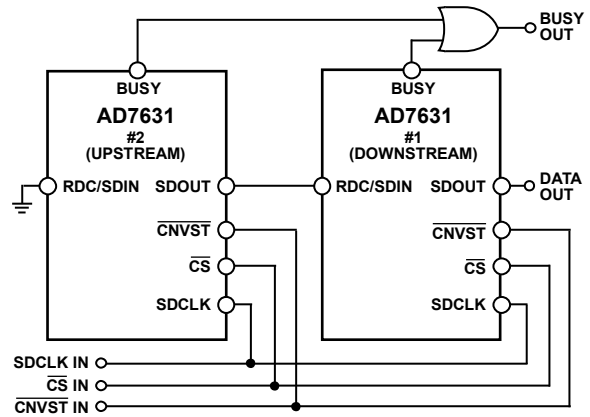 BUSY
OUT
BUSY
BUSY
AD7631
#2
(UPSTREAM)
AD7631
#1
(DOWNSTREAM)
RDC/SDIN SDOUT
RDC/SDIN SDOUT
DATA
OUT
CNVST
CNVST
CS
CS
SDCLK
SDCLK
SDCLK IN
CS IN
CNVST IN